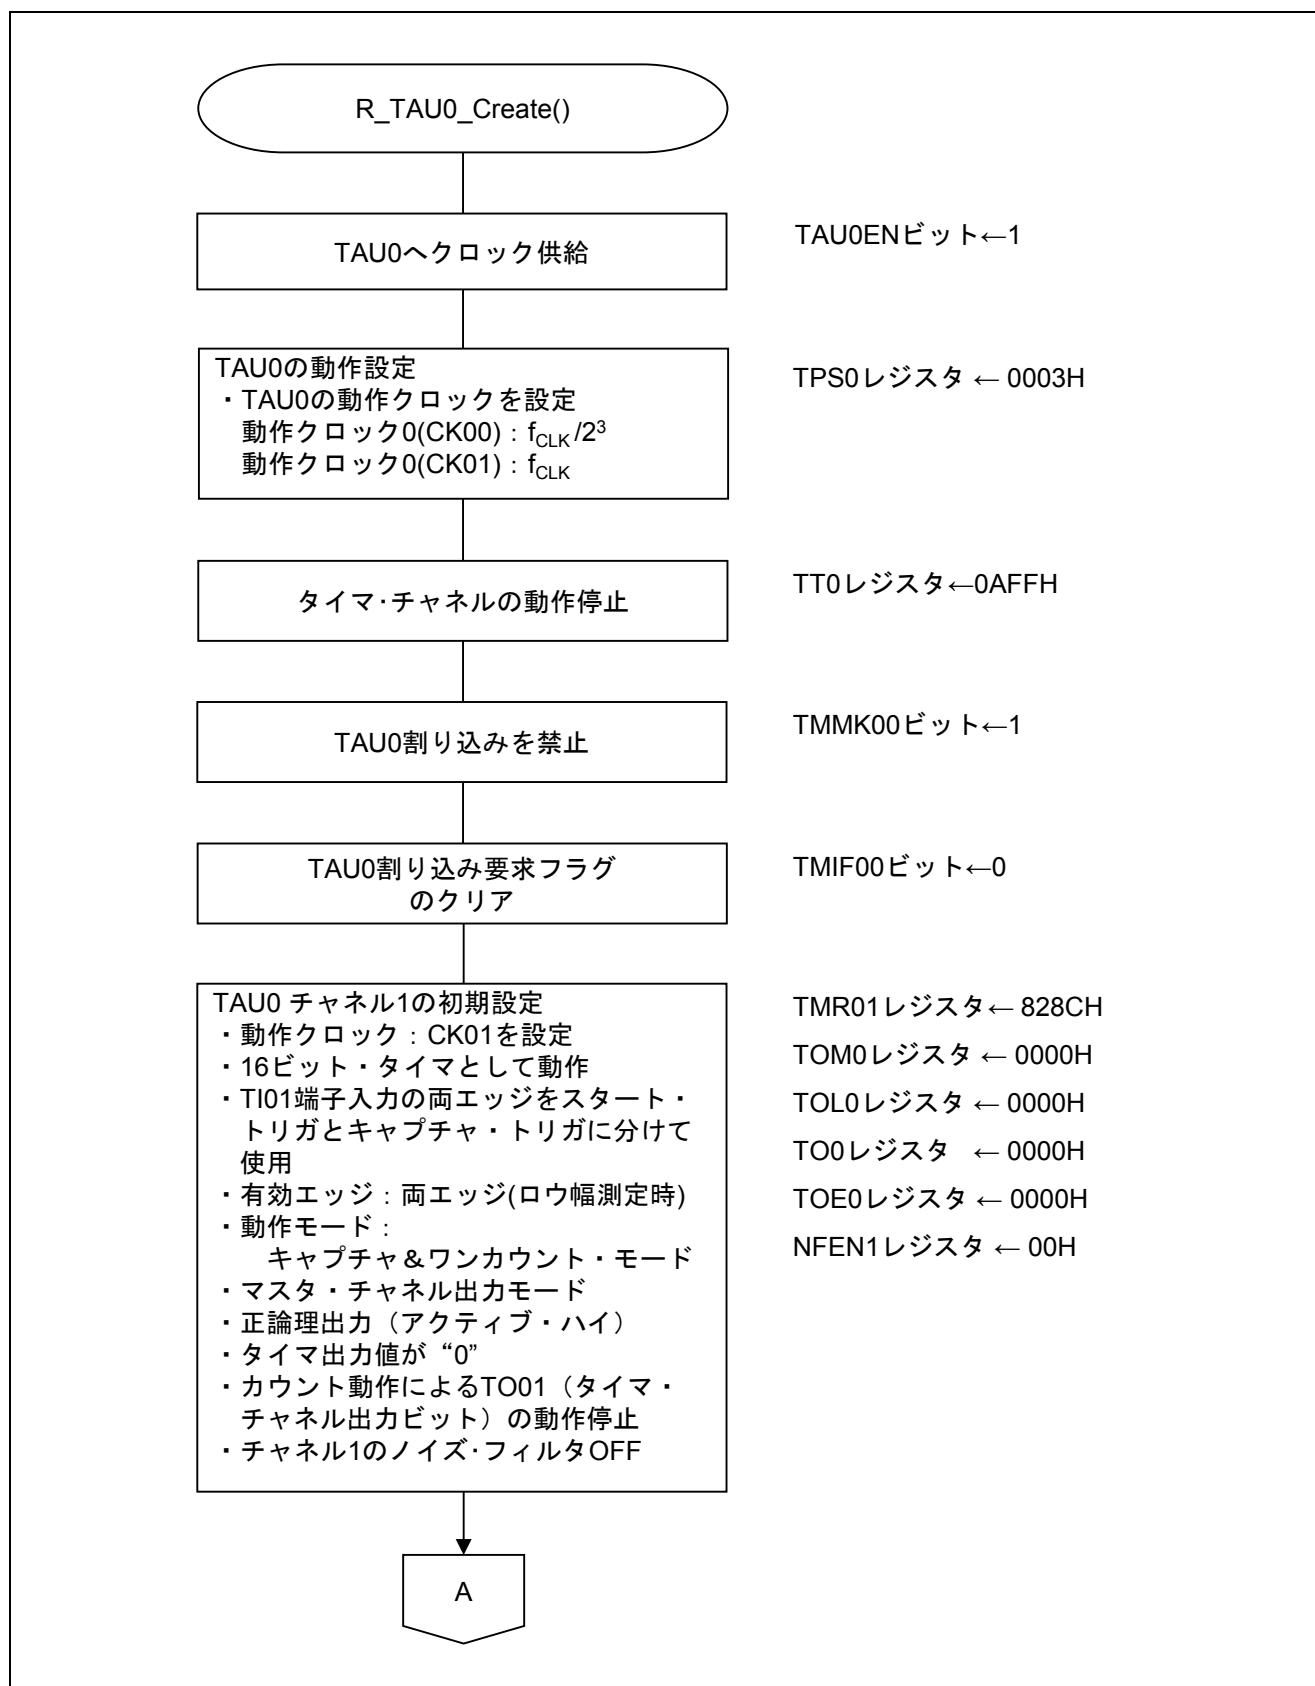 R_TAU0_Create()
TAU0へクロック供給
TAU0ENビット←1
TAU0の動作設定
・TAU0の動作クロックを設定
動作クロック0(CK00)：fCLK/2³
動作クロック0(CK01)：fCLK
TPS0レジスタ ← 0003H
タイマ・チャネルの動作停止
TT0レジスタ←0AFFH
TAU0割り込みを禁止
TMMK00ビット←1
TAU0割り込み要求フラグ
のクリア
TMIF00ビット←0
TAU0 チャネル1の初期設定
・動作クロック：CK01を設定
・16ビット・タイマとして動作
・TI01端子入力の両エッジをスタート・
トリガとキャプチャ・トリガに分けて
使用
・有効エッジ：両エッジ(ロウ幅測定時)
・動作モード：
キャプチャ＆ワンカウント・モード
・マスタ・チャネル出力モード
・正論理出力（アクティブ・ハイ）
・タイマ出力値が“0”
・カウント動作によるTO01（タイマ・
チャネル出力ビット）の動作停止
・チャネル1のノイズ・フィルタOFF
TMR01レジスタ← 828CH
TOM0レジスタ ← 0000H
TOL0レジスタ ← 0000H
TO0レジスタ ← 0000H
TOE0レジスタ ← 0000H
NFEN1レジスタ ← 00H
A